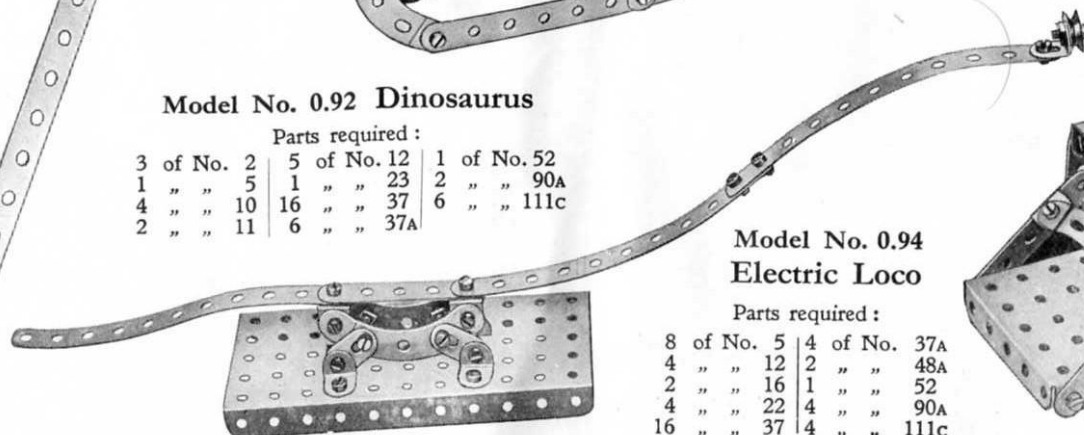 Model No. 0.92 Dinosaurus
Parts required :
3 of No. 2 | 5 of No. 12 | 1 of No. 52
1 „ „ 5 | 1 „ „ 23 | 2 „ „ 90A
4 „ „ 10 | 16 „ „ 37 | 6 „ „ 111c
2 „ „ 11 | 6 „ „ 37A
Model No. 0.94
Electric Loco
Parts required :
8 of No. 5 | 4 of No. 37A
4 „ „ 12 | 2 „ „ 48A
2 „ „ 16 | 1 „ „ 52
4 „ „ 22 | 4 „ „ 90A
16 „ „ 37 | 4 „ „ 111c